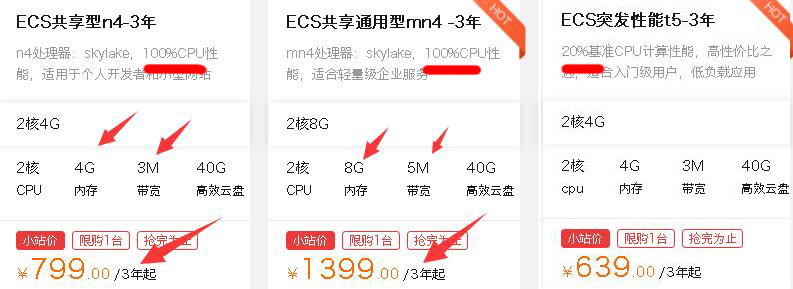 ECS共享型n4-3年
n4处理器：skylake，100%CPU性
能，适用于个人开发者和小型网站
2核4G
2核 4G 3M 40G
CPU 内存 带宽 高效云盘
小站价 限购1台 抢完为止
¥799.00 /3年起
ECS共享通用型mn4 -3年
HOT
mn4处理器：skylake，100%CPU性
能，适合轻量级企业服务
2核8G
2核 8G 5M 40G
CPU 内存 带宽 高效云盘
小站价 限购1台 抢完为止
¥1399.00 /3年起
ECS突发性能t5-3年
HOT
20%基准CPU计算性能，高性价比之
选，适合入门级用户，低负载应用
2核4G
2核 4G 3M 40G
cpu 内存 带宽 高效云盘
小站价 限购1台 抢完为止
¥639.00 /3年起